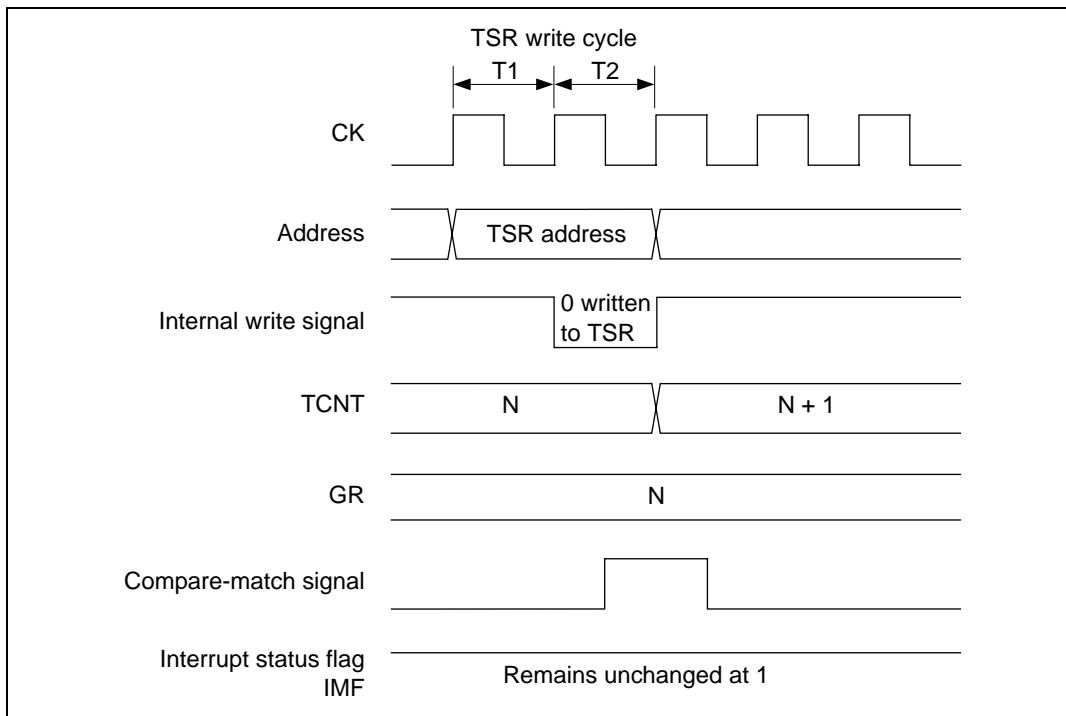 TSR write cycle
T1 T2
CK
Address
TSR address
Internal write signal
0 written
to TSR
TCNT
N
N + 1
GR
N
Compare-match signal
Interrupt status flag
IMF
Remains unchanged at 1